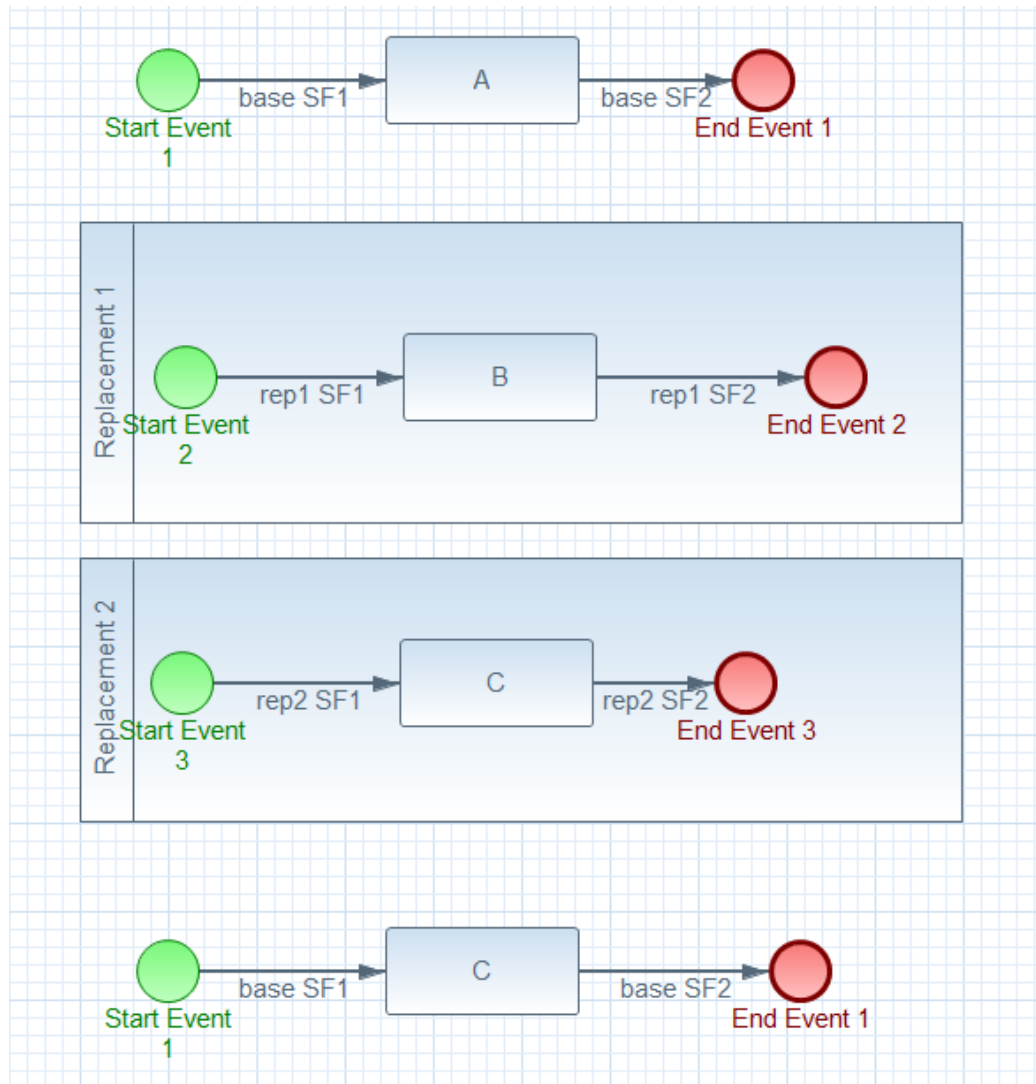 A
base SF1
base SF2
Start Event
1
End Event 1
Replacement 1
B
rep1 SF1
rep1 SF2
Start Event
2
End Event 2
Replacement 2
C
rep2 SF1
rep2 SF2
Start Event
3
End Event 3
C
base SF1
base SF2
Start Event
1
End Event 1